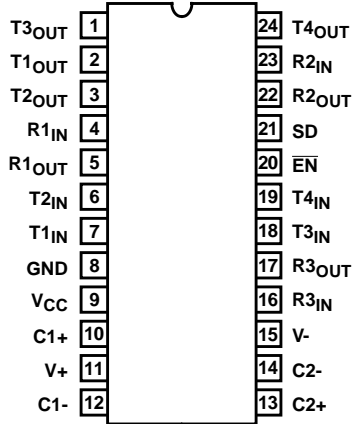 T3OUT 1 24 T4OUT
T1OUT 2 23 R2IN
T2OUT 3 22 R2OUT
R1IN 4 21 SD
R1OUT 5 20 E̅N̅
T2IN 6 19 T4IN
T1IN 7 18 T3IN
GND 8 17 R3OUT
VCC 9 16 R3IN
C1+ 10 15 V-
V+ 11 14 C2-
C1- 12 13 C2+